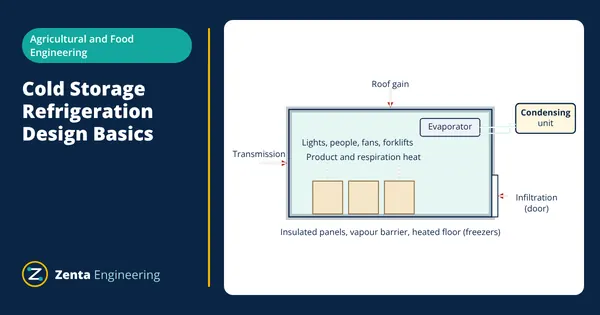 Agricultural and Food
Engineering
Cold Storage
Refrigeration
Design Basics
Zenta Engineering
Roof gain
Evaporator
Condensing
unit
Lights, people, fans, forklifts
Product and respiration heat
Transmission
Infiltration
(door)
Insulated panels, vapour barrier, heated floor (freezers)